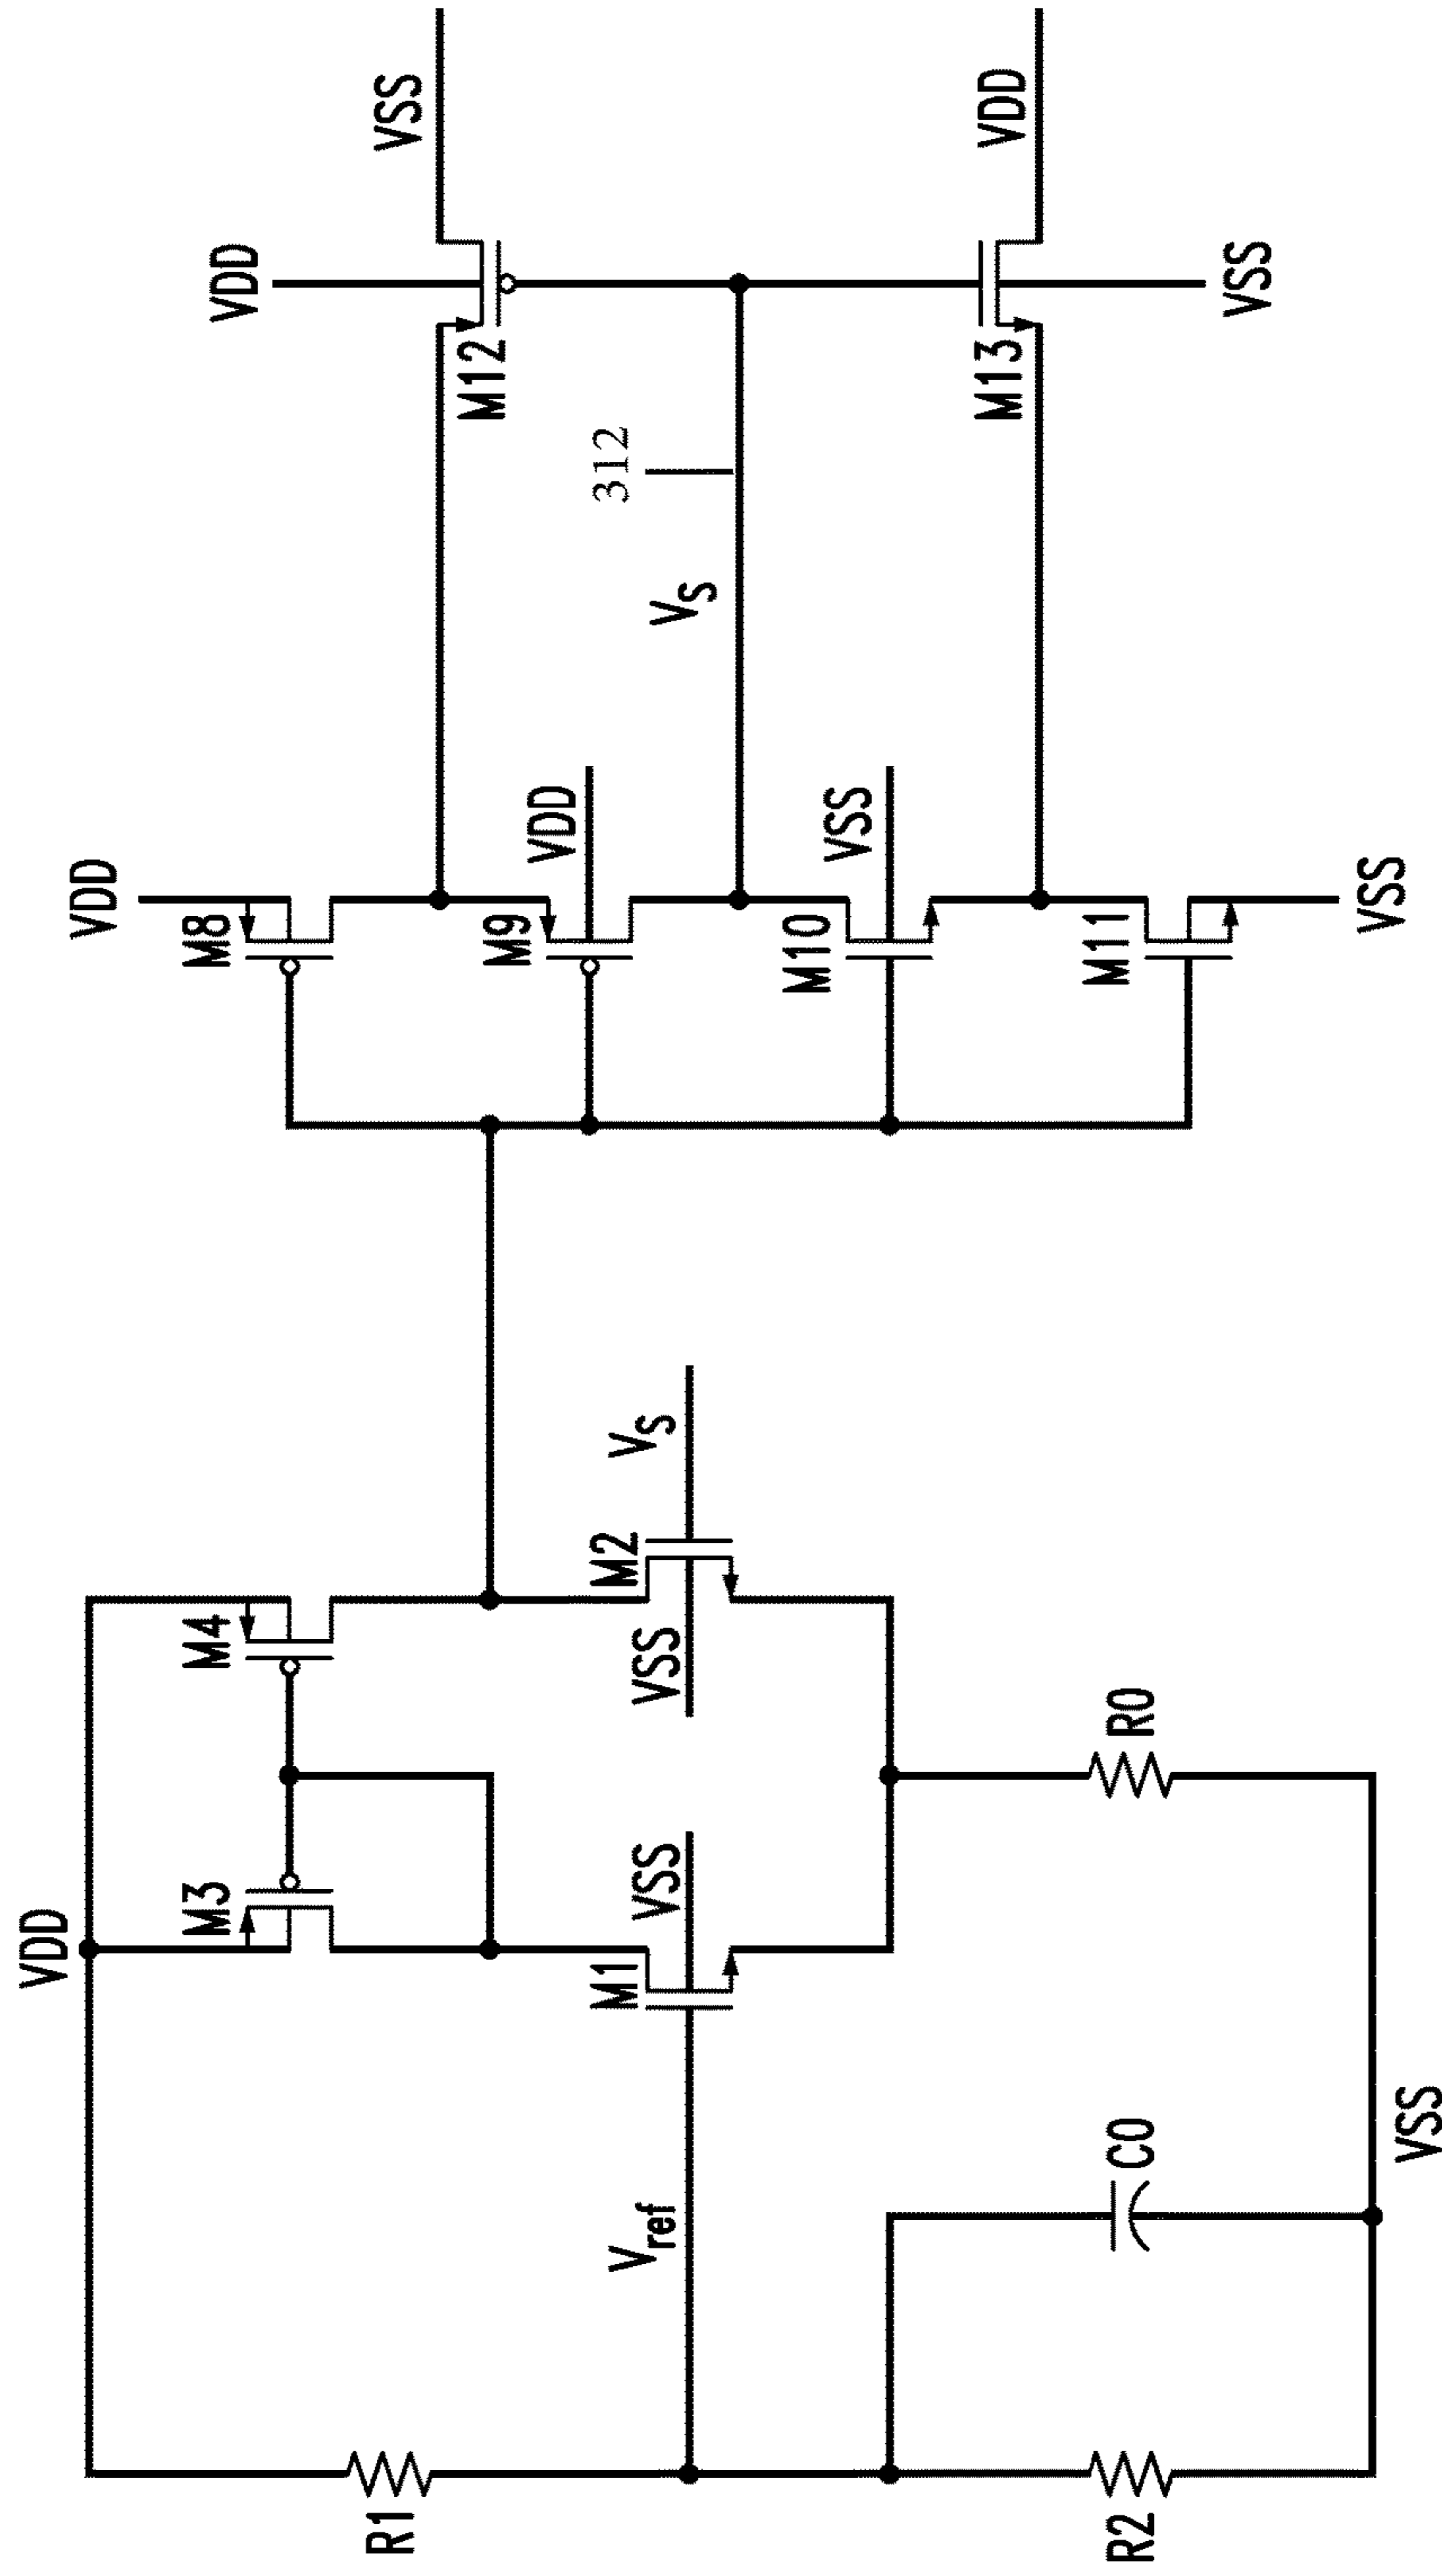 VDD
R1
R2
Vref
C0
VSS
M3
M4
M1
VSS
M2
VSS
VS
R0
VDD
M8
M9
VDD
M10
VSS
M11
VSS
VS
312
VDD
M12
VSS
M13
VDD
VSS